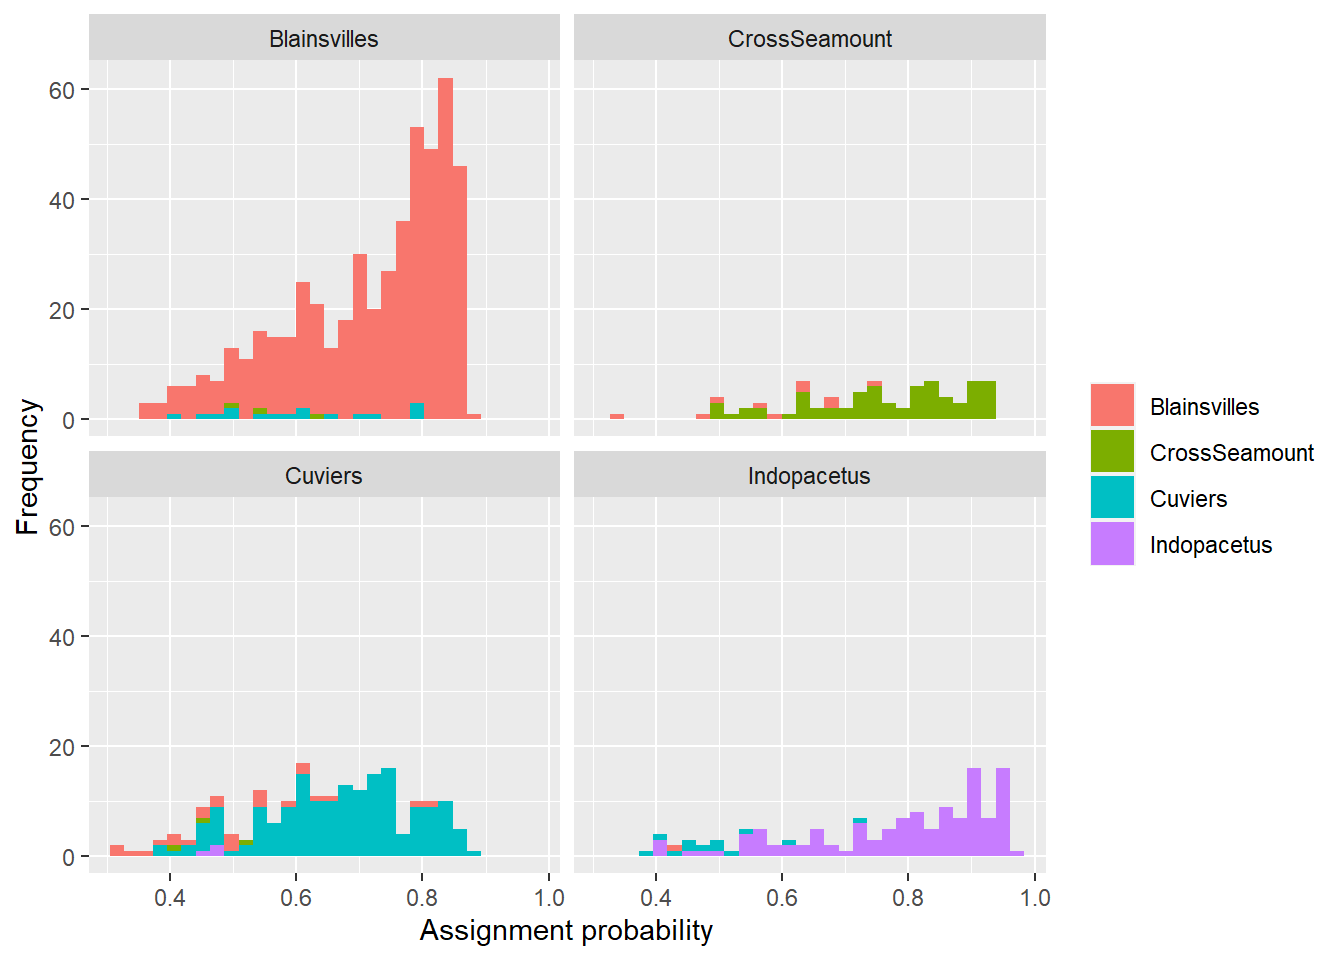 Blainsvilles
CrossSeamount
60
40
20
0
Cuviers
Indopacetus
60
40
20
0
0.4 0.6 0.8 1.0
0.4 0.6 0.8 1.0
Assignment probability
Frequency
Blainsvilles
CrossSeamount
Cuviers
Indopacetus